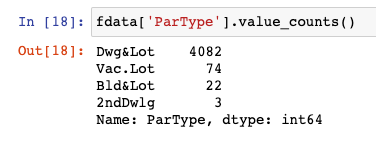 In [18]: fdata['ParType'].value_counts()
Out[18]: Dwg&Lot    4082
Vac.Lot      74
Bld&Lot      22
2ndDwlg       3
Name: ParType, dtype: int64